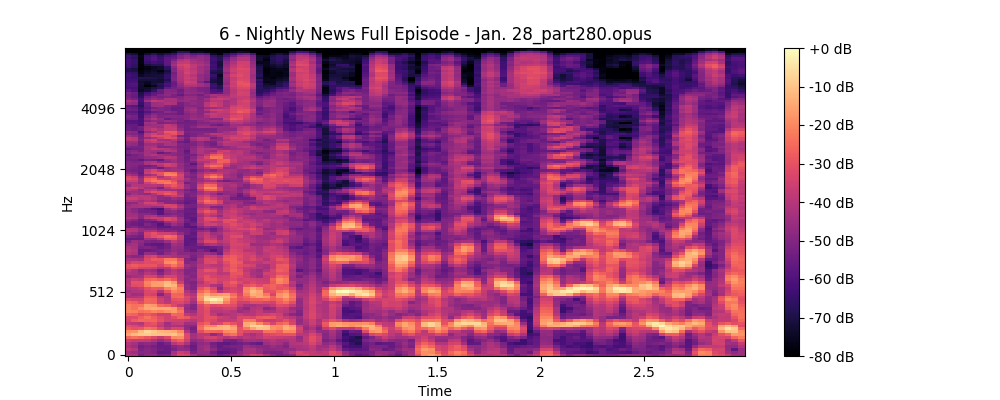 6 - Nightly News Full Episode - Jan. 28_part280.opus
Hz
4096
2048
1024
512
0
0 0.5 1 1.5 2 2.5
Time
+0 dB
-10 dB
-20 dB
-30 dB
-40 dB
-50 dB
-60 dB
-70 dB
-80 dB